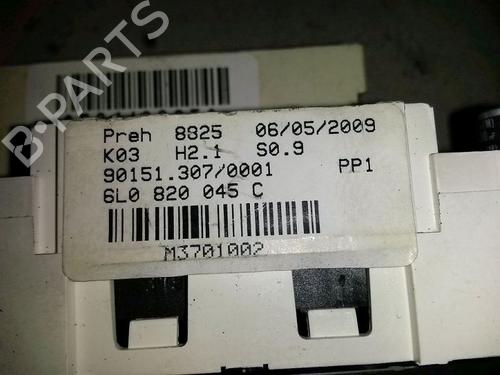 B-PARTS
Preh 8825 06/05/2009
K03 H2.1 S0.9
90151.307/0001 PP1
6L0 820 045 C
M3701002